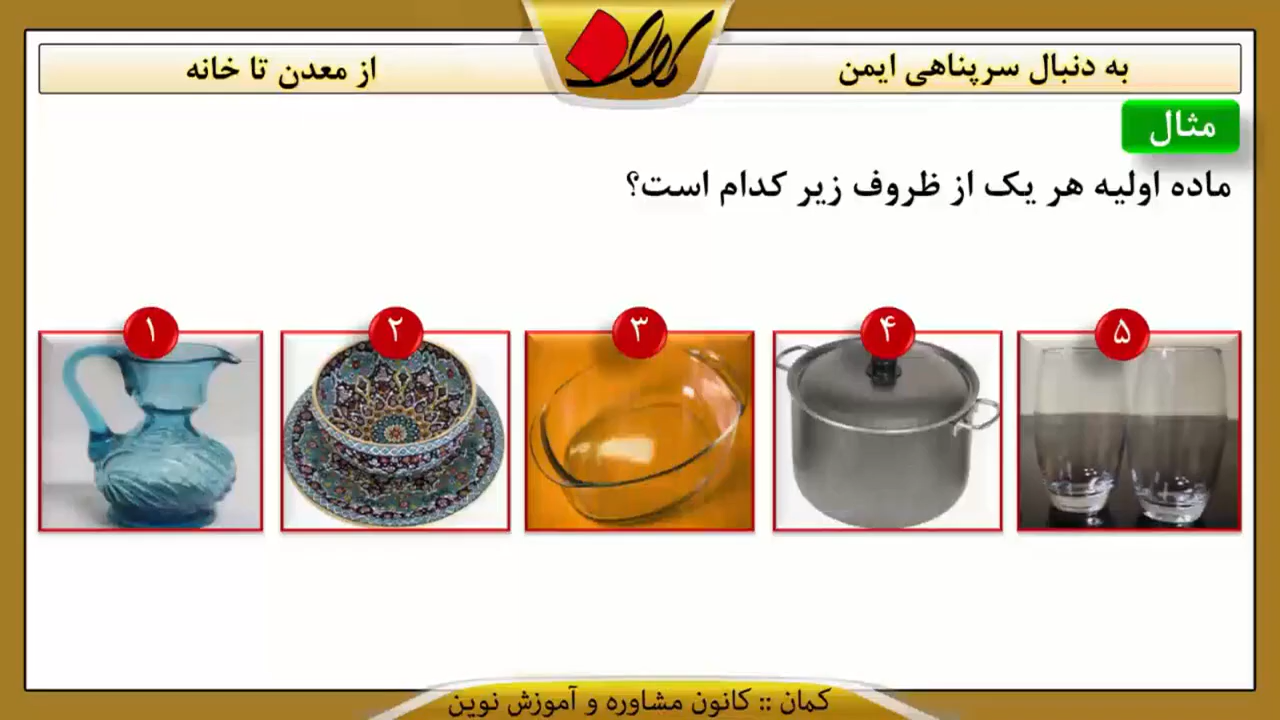 به دنبال سرپناهی ایمن
کمان
از معدن تا خانه
مثال
ماده اولیه هر یک از ظروف زیر کدام است؟
۱
۲
۳
۴
۵
کمان :: کانون مشاوره و آموزش نوین